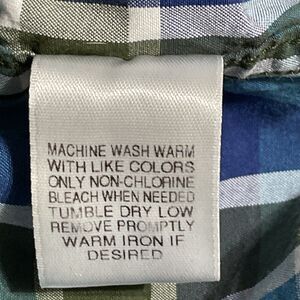 MACHINE WASH WARM
WITH LIKE COLORS
ONLY NON-CHLORINE
BLEACH WHEN NEEDED
TUMBLE DRY LOW
REMOVE PROMPTLY
WARM IRON IF
DESIRED